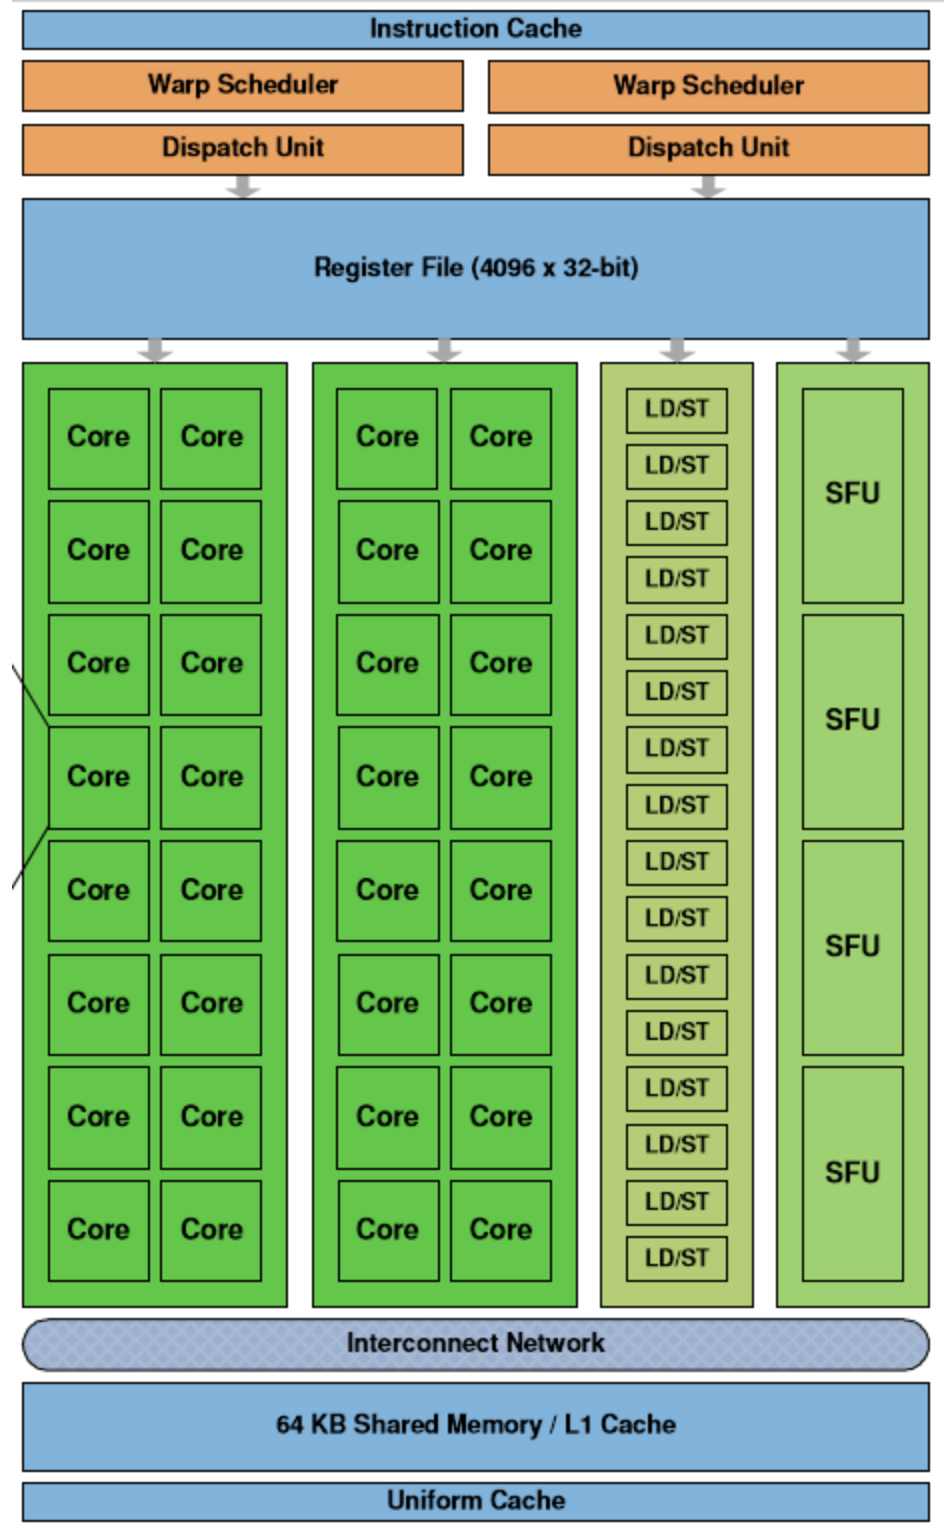 Instruction Cache
Warp Scheduler Warp Scheduler
Dispatch Unit Dispatch Unit
Register File (4096 x 32-bit)
Core Core Core Core LD/ST
LD/ST
SFU
Core Core Core Core LD/ST
LD/ST
Core Core Core Core LD/ST
LD/ST
SFU
Core Core Core Core LD/ST
LD/ST
Core Core Core Core LD/ST
LD/ST
SFU
Core Core Core Core LD/ST
LD/ST
Core Core Core Core LD/ST
LD/ST
SFU
Core Core Core Core LD/ST
LD/ST
Interconnect Network
64 KB Shared Memory / L1 Cache
Uniform Cache